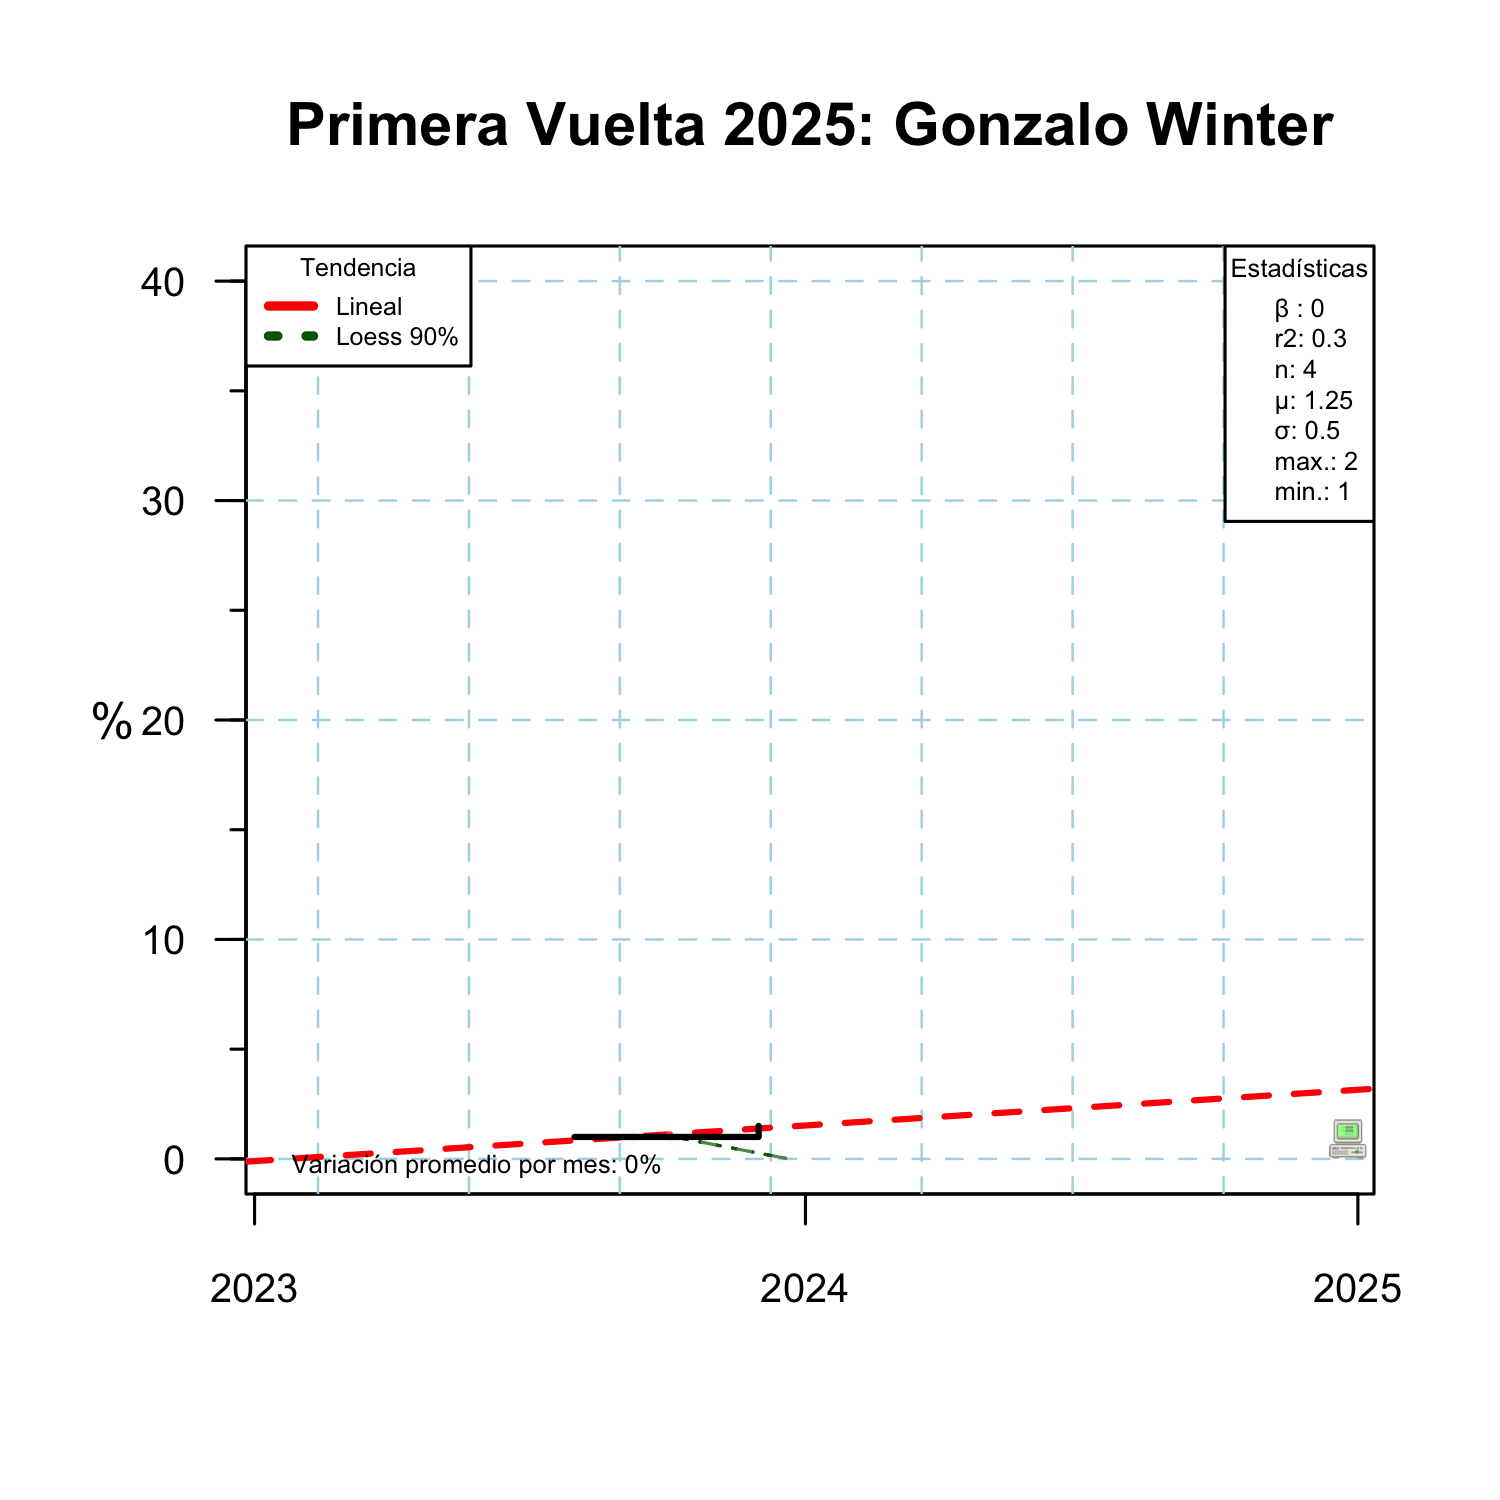 Primera Vuelta 2025: Gonzalo Winter
Tendencia
Lineal
Loess 90%
Estadísticas
β : 0
r2: 0.3
n: 4
μ: 1.25
σ: 0.5
max.: 2
min.: 1
40
30
% 20
10
0
Variación promedio por mes: 0%
2023 2024 2025